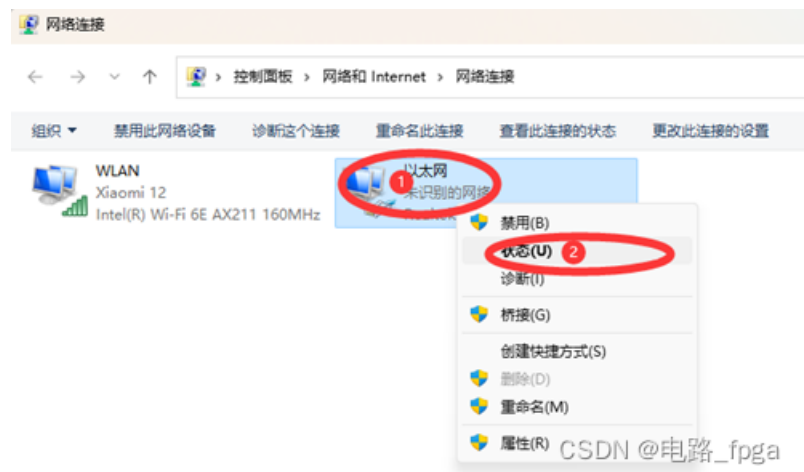 网络连接
控制面板 › 网络和 Internet › 网络连接
组织 禁用此网络设备 诊断这个连接 重命名此连接 查看此连接的状态 更改此连接的设置
WLAN
Xiaomi 12
Intel(R) Wi-Fi 6E AX211 160MHz
1 以太网
未识别的网络
禁用(B)
状态(U) 2
诊断(I)
桥接(G)
创建快捷方式(S)
删除(D)
重命名(M)
属性(R)
CSDN @电路_fpga